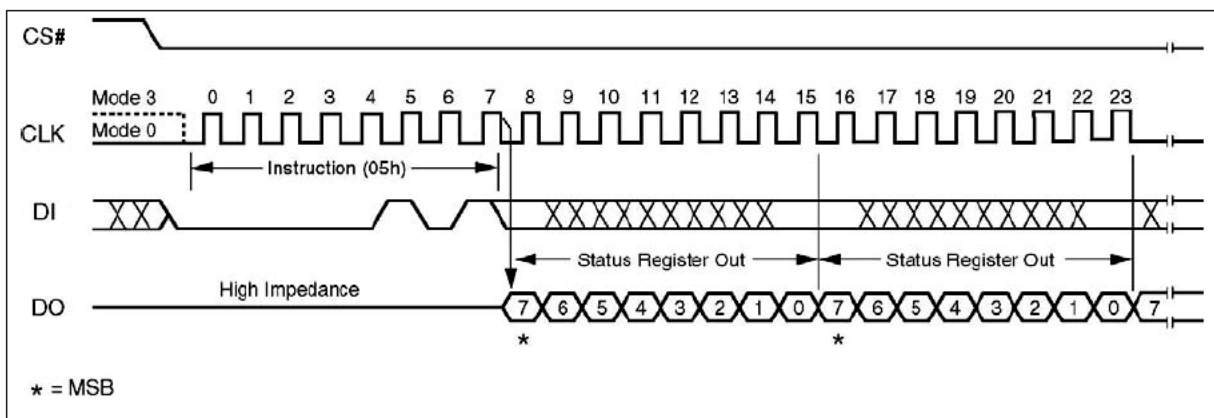 CS#
Mode 3
0 1 2 3 4 5 6 7 8 9 10 11 12 13 14 15 16 17 18 19 20 21 22 23
CLK
Mode 0
Instruction (05h)
DI
Status Register Out
Status Register Out
High Impedance
DO
7 6 5 4 3 2 1 0 7 6 5 4 3 2 1 0 7
* *
* = MSB